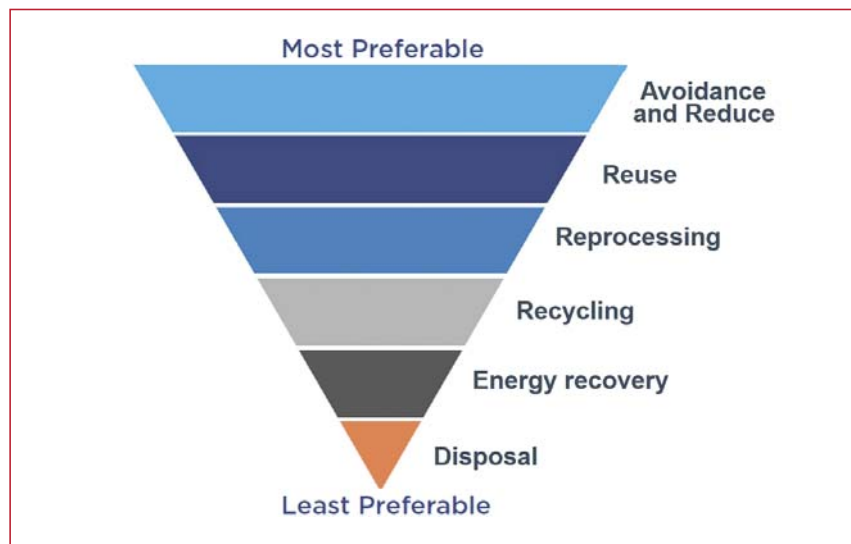 Most Preferable
Avoidance
and Reduce
Reuse
Reprocessing
Recycling
Energy recovery
Disposal
Least Preferable